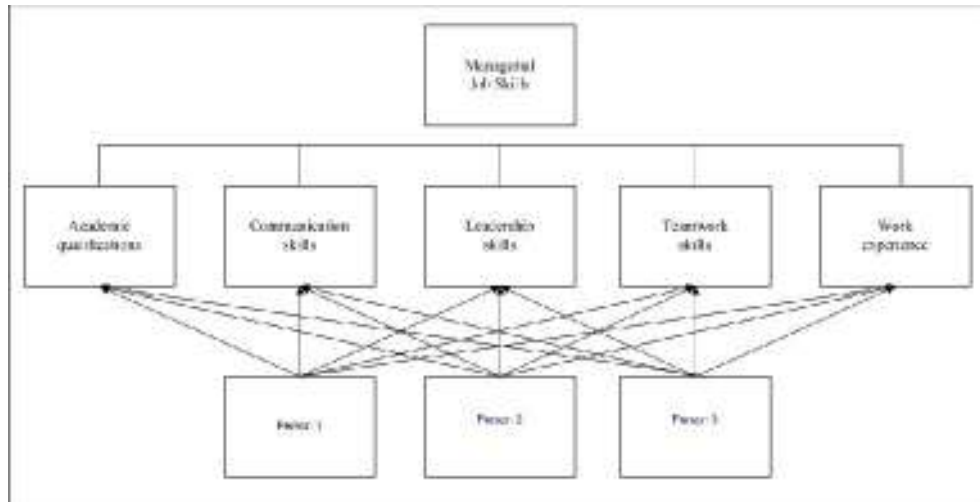 Managerial
Job Skills
Academic
qualifications
Communication
skills
Leadership
skills
Teamwork
skills
Work
experience
Person 1
Person 2
Person 3